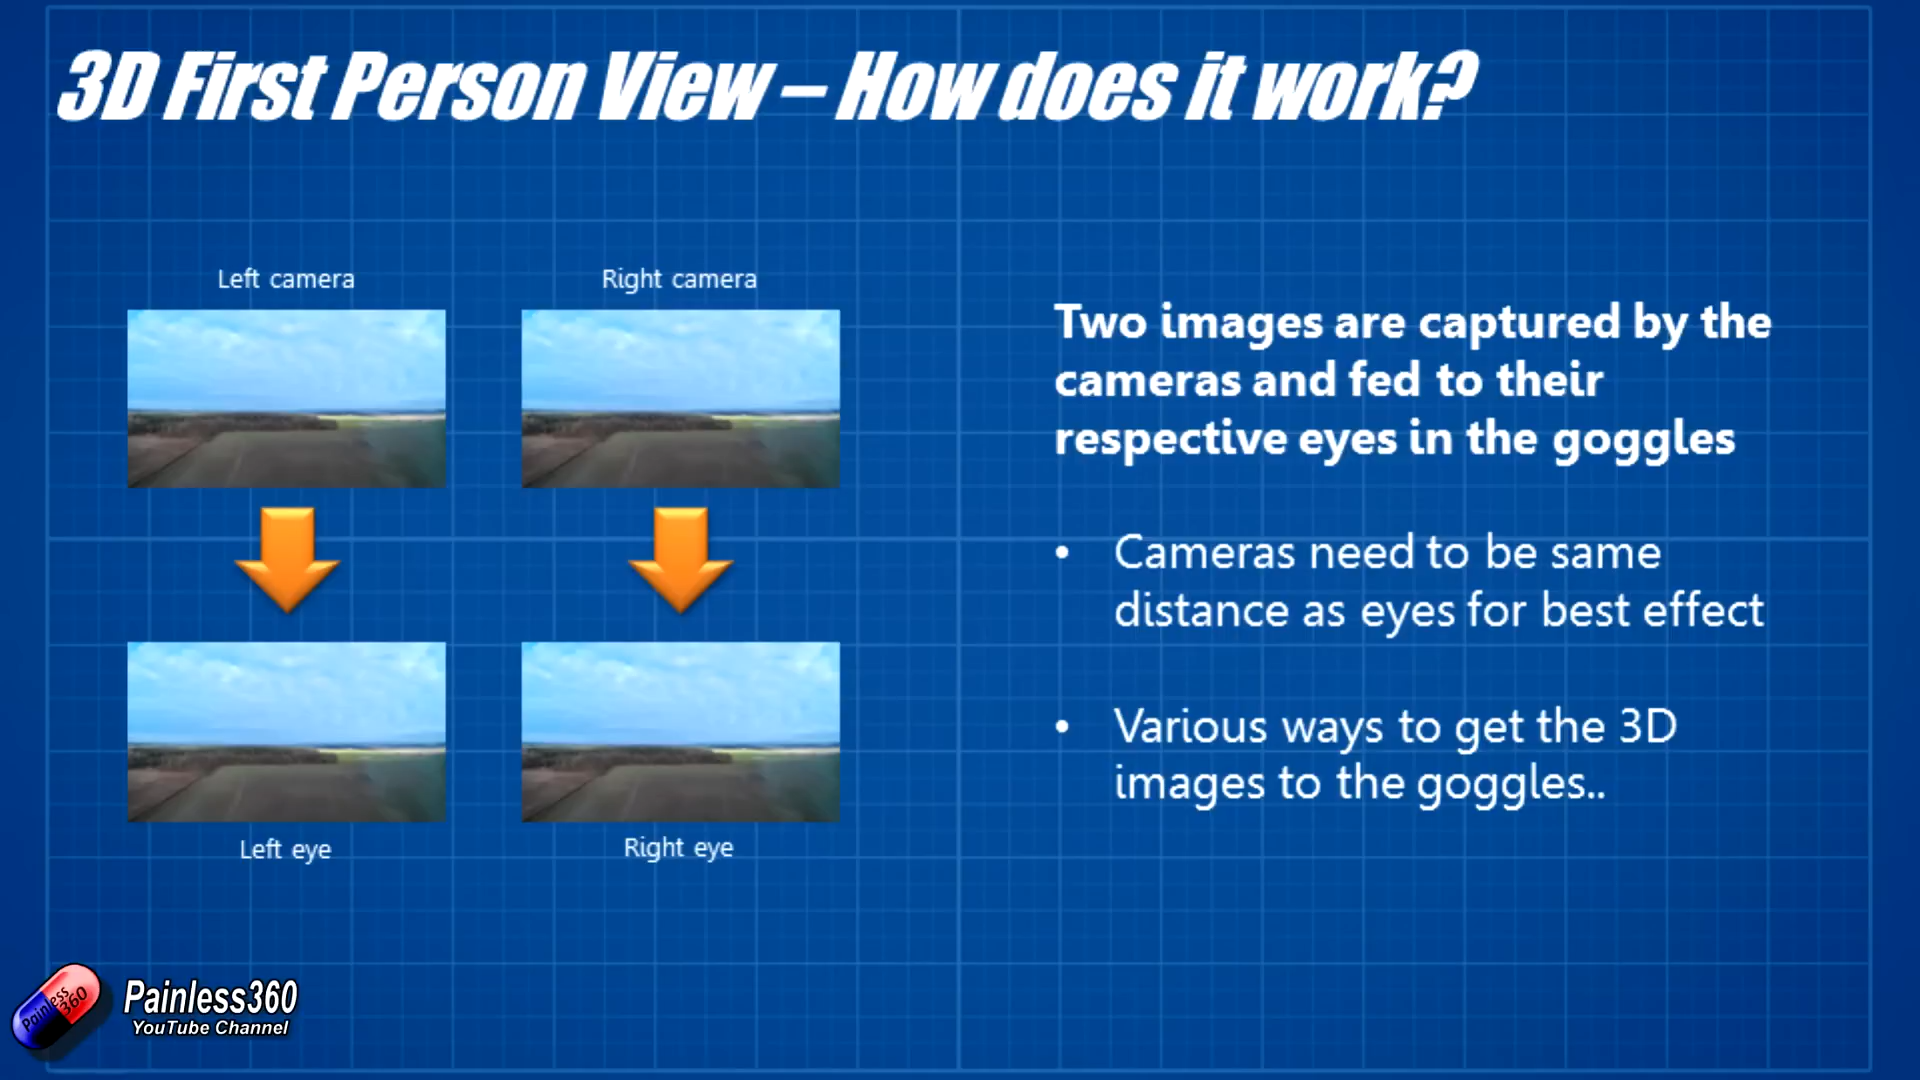 3D First Person View – How does it work?
Left camera
Right camera
Left eye
Right eye
Two images are captured by the
cameras and fed to their
respective eyes in the goggles
• Cameras need to be same
distance as eyes for best effect
• Various ways to get the 3D
images to the goggles..
Painless
360
Painless360
YouTube Channel